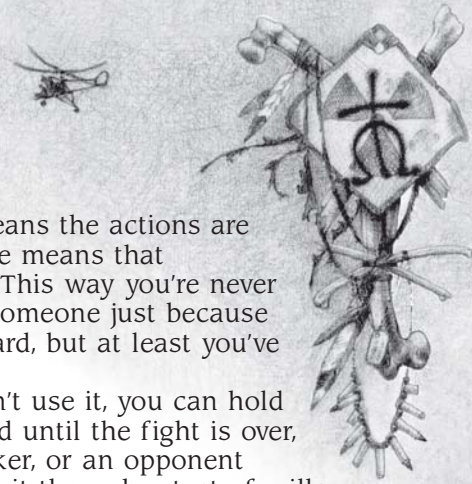 eans the actions are
e means that
This way you're never
omeone just because
ard, but at least you've
n't use it, you can hold
d until the fight is over,
ker, or an opponent